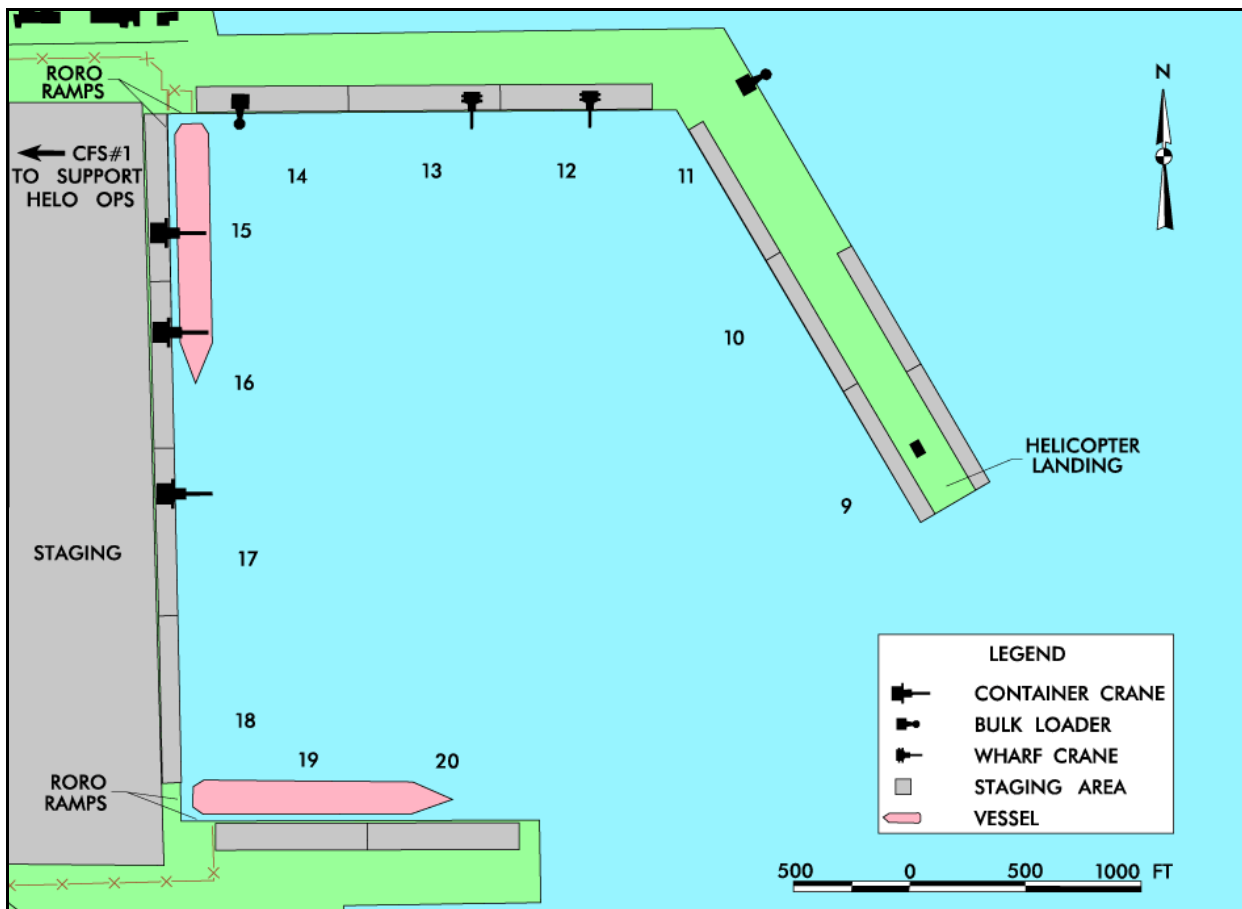 RORO
RAMPS
N
CFS#1
TO SUPPORT
HELO OPS
14
13
12
11
15
10
16
HELICOPTER
LANDING
9
STAGING
17
LEGEND
CONTAINER CRANE
BULK LOADER
WHARF CRANE
STAGING AREA
VESSEL
18
19
20
RORO
RAMPS
500
0
500
1000 FT